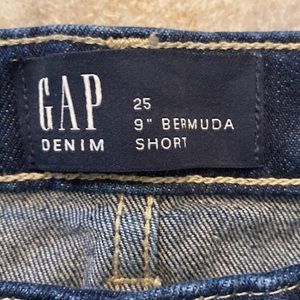 GAP
DENIM
25
9" BERMUDA
SHORT